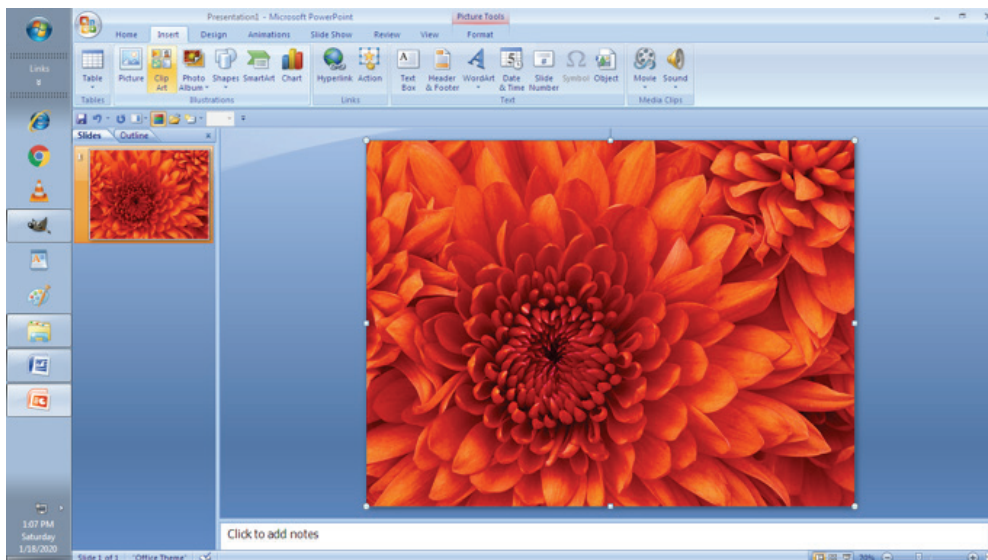 Presentation1 - Microsoft PowerPoint
Picture Tools
Home Insert Design Animations Slide Show Review View Format
Links
Table
Picture
Clip Art
Photo Album
Shapes
SmartArt
Chart
Hyperlink
Action
Text Box
Header & Footer
WordArt
Date & Time
Slide Number
Symbol
Object
Movie
Sound
Tables
Illustrations
Links
Text
Media Clips
Slides Outline x
1
Click to add notes
1:07 PM
Saturday
1/18/2020
Slide 1 of 1 "Office Theme" 70%